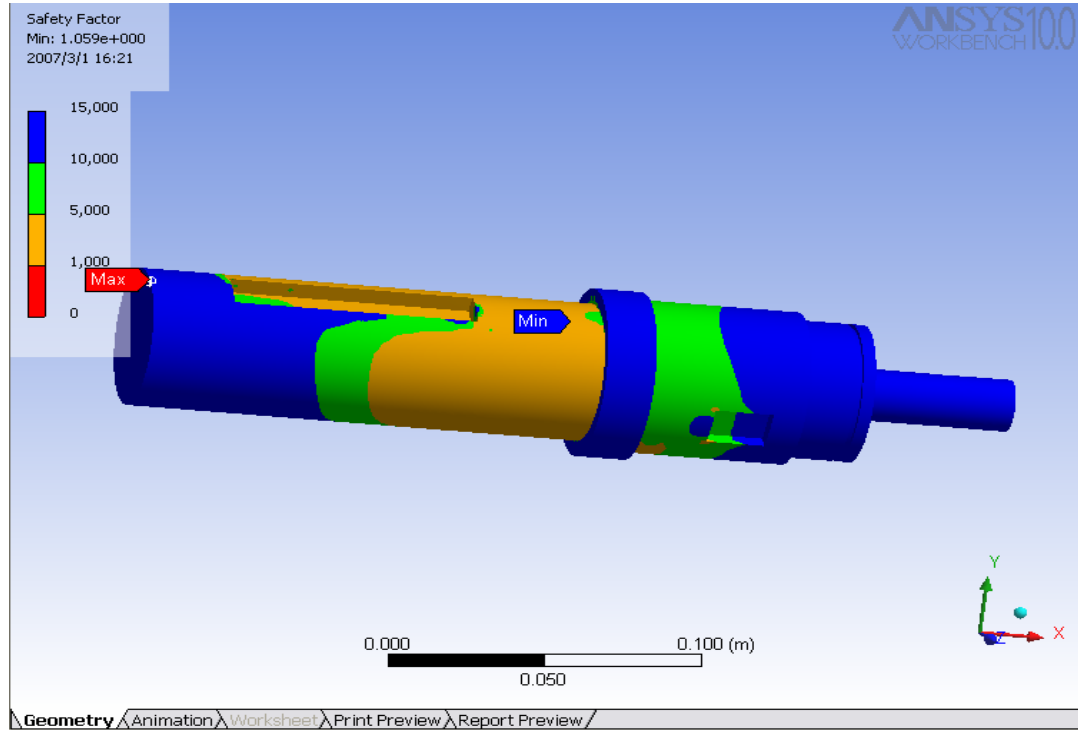 Safety Factor
Min: 1.059e+000
2007/3/1 16:21
ANSYS 10.0
WORKBENCH
15,000
10,000
5,000
1,000
0
Max
Min
Y
X
Z
0.000
0.100 (m)
0.050
Geometry
Animation
Worksheet
Print Preview
Report Preview